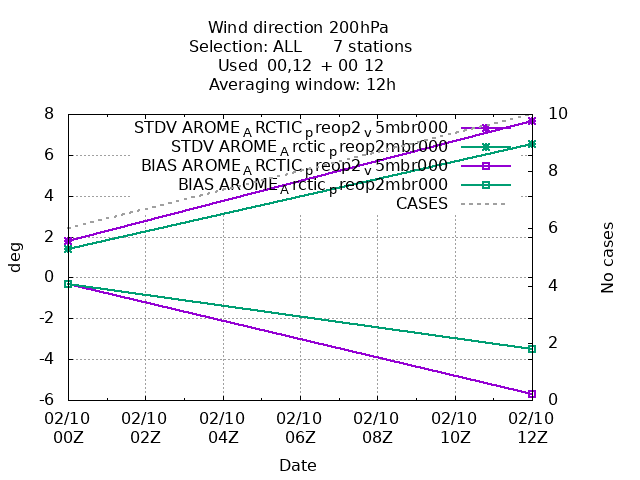 Wind direction 200hPa
Selection: ALL 7 stations
Used 00,12 + 00 12
Averaging window: 12h
STDV AROME_ARCTIC_preop2_v5mbr000
STDV AROME_Arctic_preop2mbr000
BIAS AROME_ARCTIC_preop2_v5mbr000
BIAS AROME_Arctic_preop2mbr000
CASES
deg
8
6
4
2
0
-2
-4
-6
No cases
10
8
6
4
2
0
02/10 02/10 02/10 02/10 02/10 02/10 02/10
00Z 02Z 04Z 06Z 08Z 10Z 12Z
Date